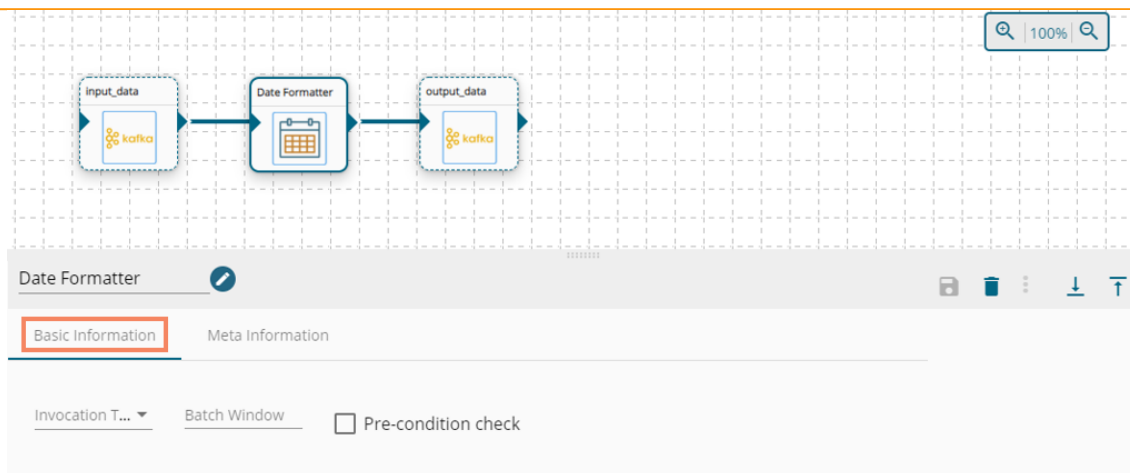 100%
input_data
Date Formatter
output_data
kafka
kafka
Date Formatter
Basic Information
Meta Information
Invocation T...
Batch Window
Pre-condition check